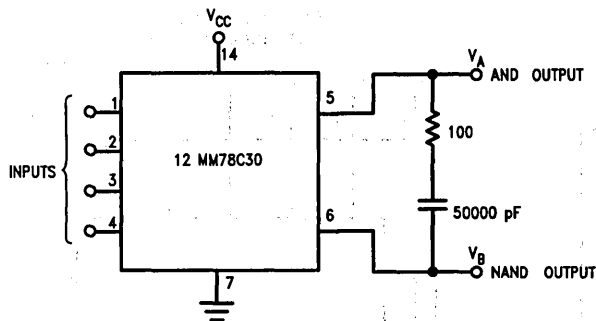 VCC
14
VA
AND OUTPUT
5
1
2
3
4
INPUTS
12 MM78C30
100
50000 pF
6
VB
NAND OUTPUT
7